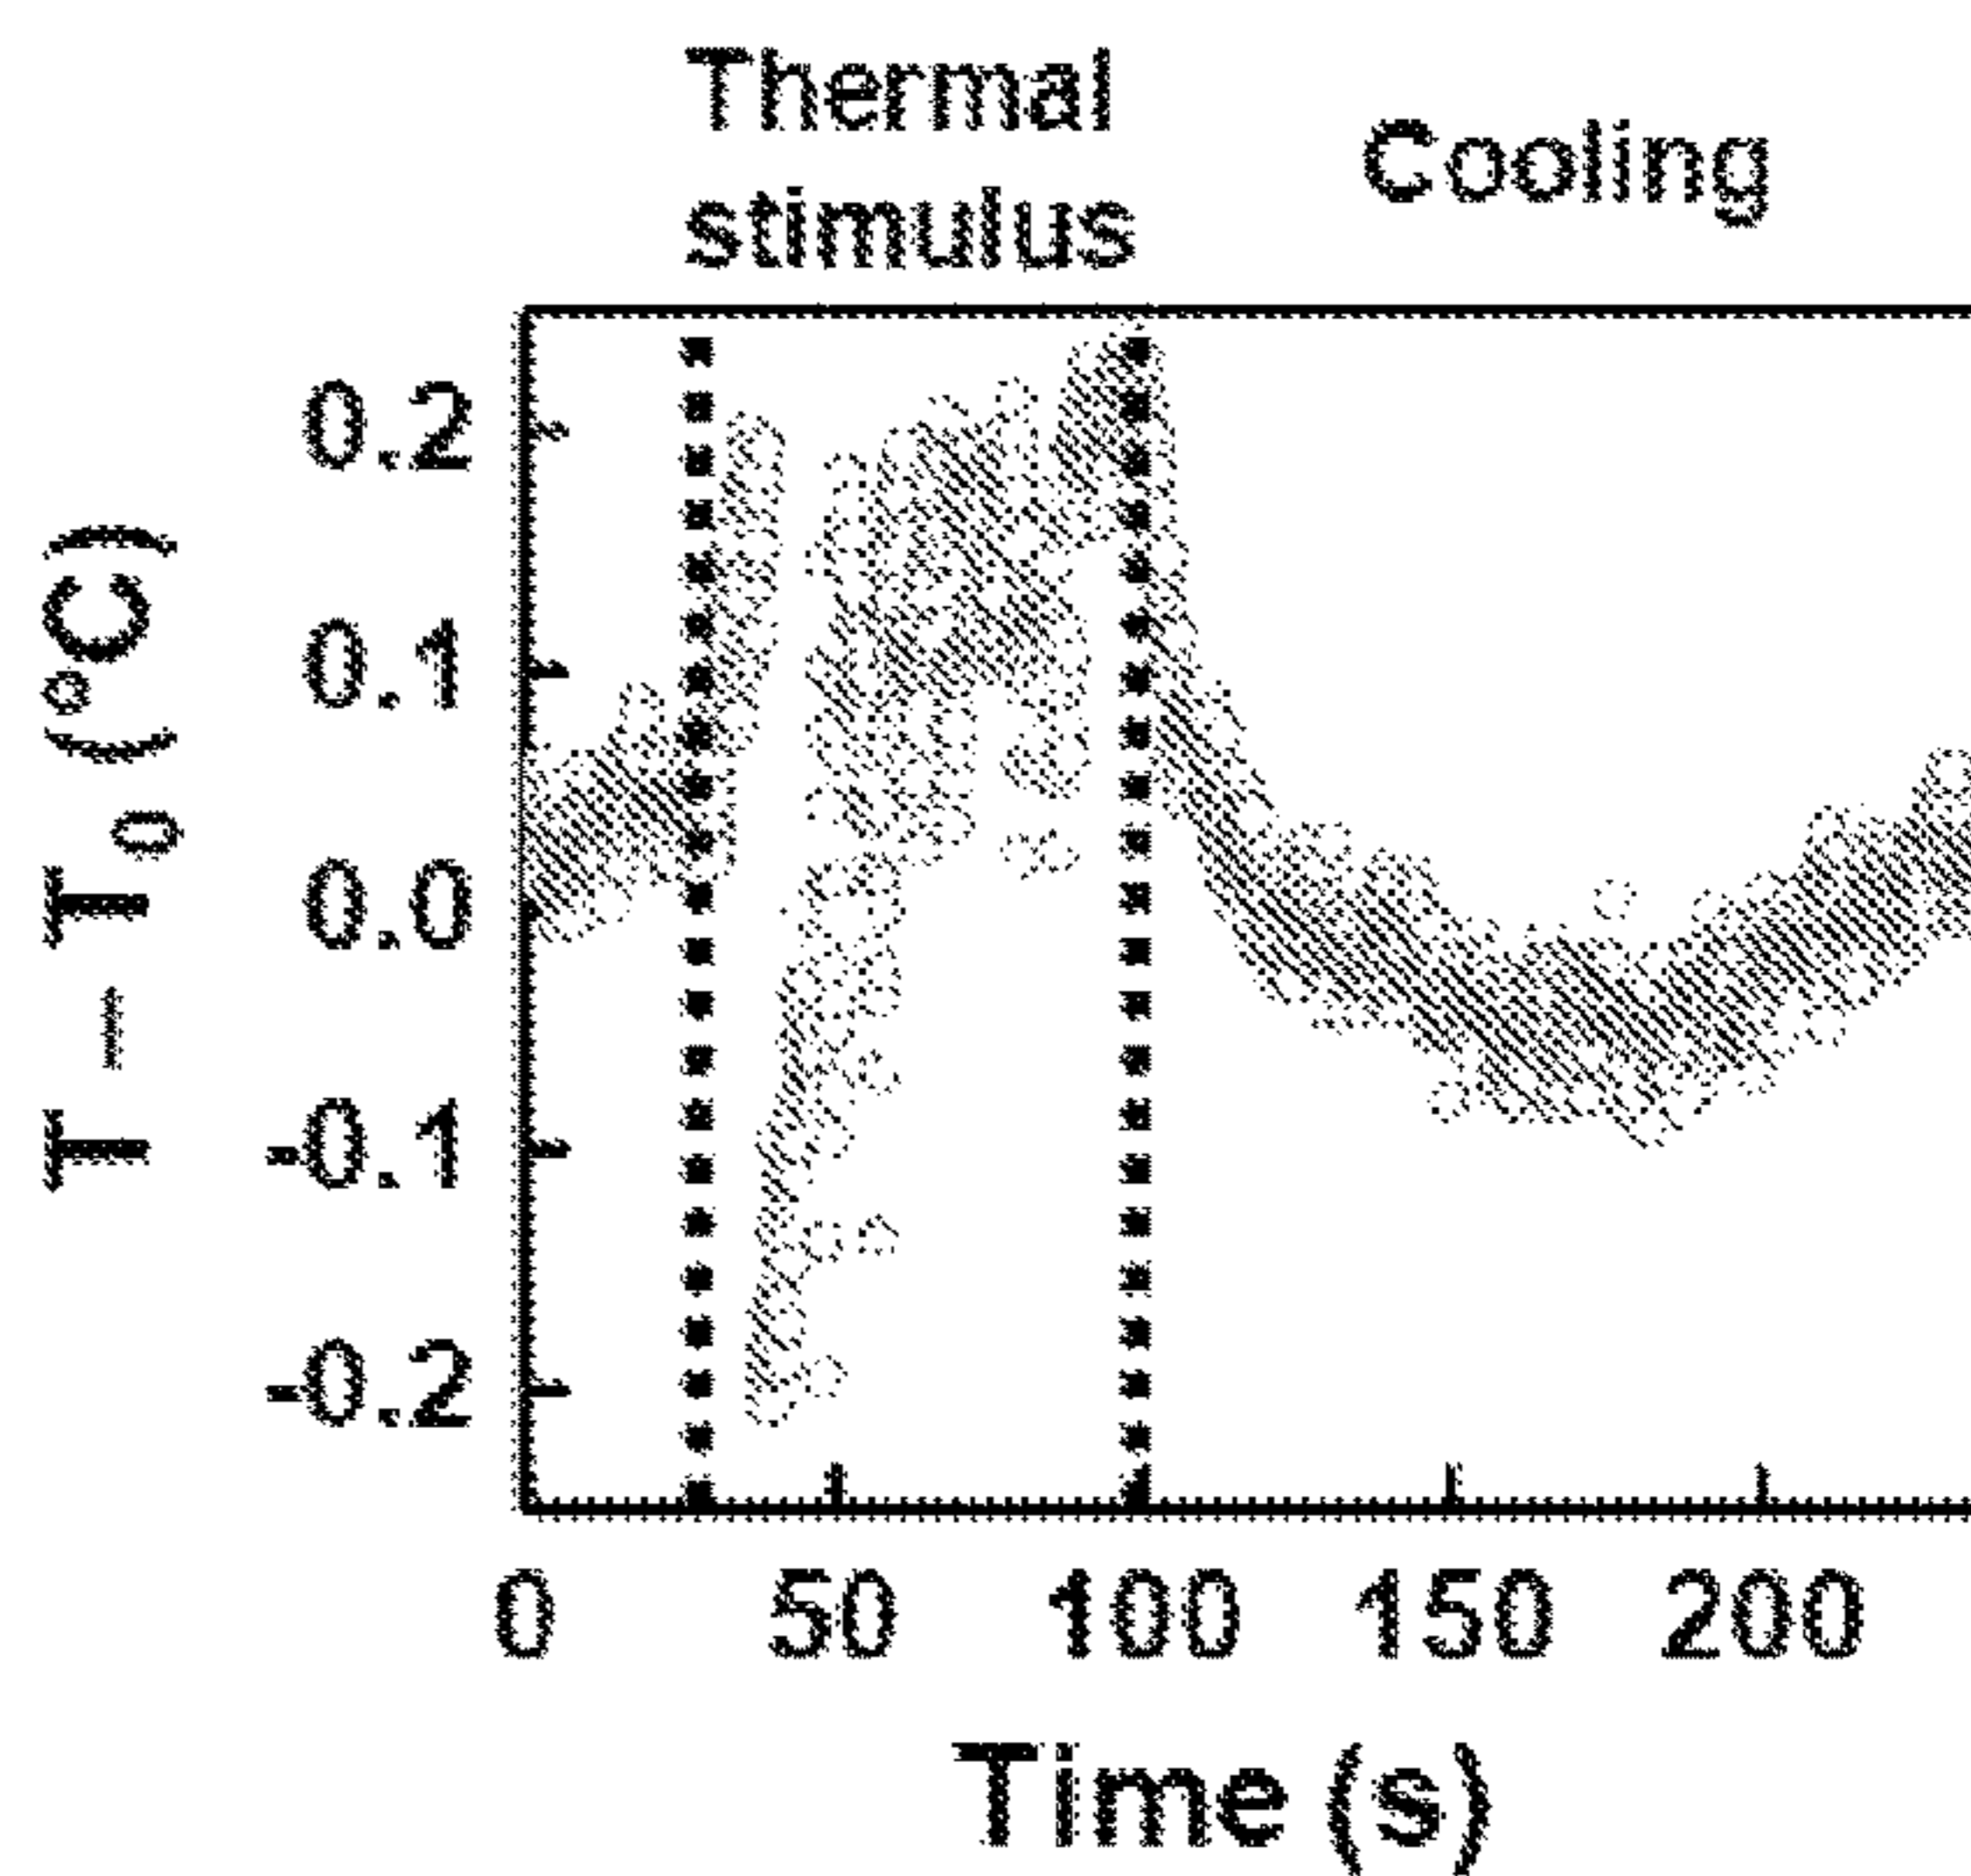 Thermal
stimulus
Cooling
T – T0 (°C)
0.2
0.1
0.0
-0.1
-0.2
0 50 100 150 200
Time (s)